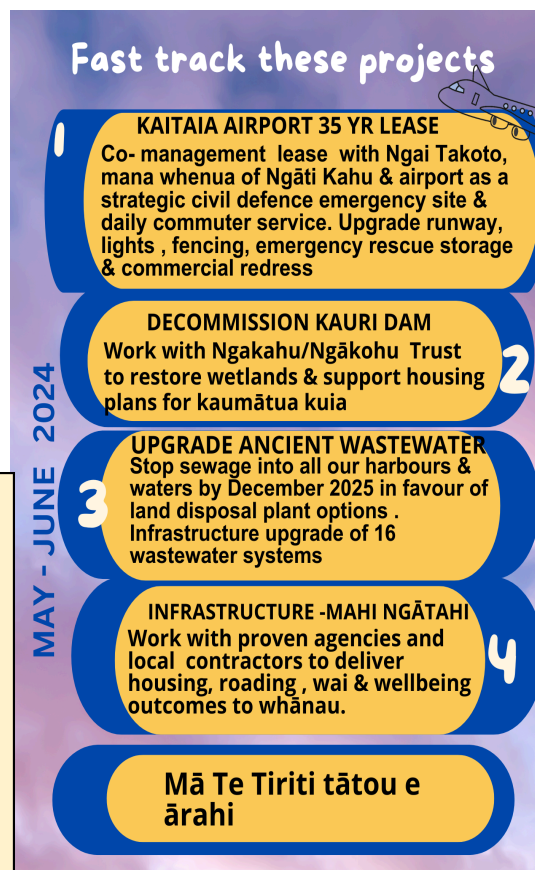 Fast track these projects
1
KAITAIA AIRPORT 35 YR LEASE
Co- management lease with Ngai Takoto,
mana whenua of Ngāti Kahu & airport as a
strategic civil defence emergency site &
daily commuter service. Upgrade runway,
lights , fencing, emergency rescue storage
& commercial redress
DECOMMISSION KAURI DAM
Work with Ngakahu/Ngākohu Trust
to restore wetlands & support housing
plans for kaumātua kuia
2
UPGRADE ANCIENT WASTEWATER
Stop sewage into all our harbours &
waters by December 2025 in favour of
land disposal plant options .
Infrastructure upgrade of 16
wastewater systems
3
INFRASTRUCTURE -MAHI NGĀTAHI
Work with proven agencies and
local contractors to deliver
housing, roading , wai & wellbeing
outcomes to whānau.
4
Mā Te Tiriti tātou e
ārahi
MAY - JUNE 2024